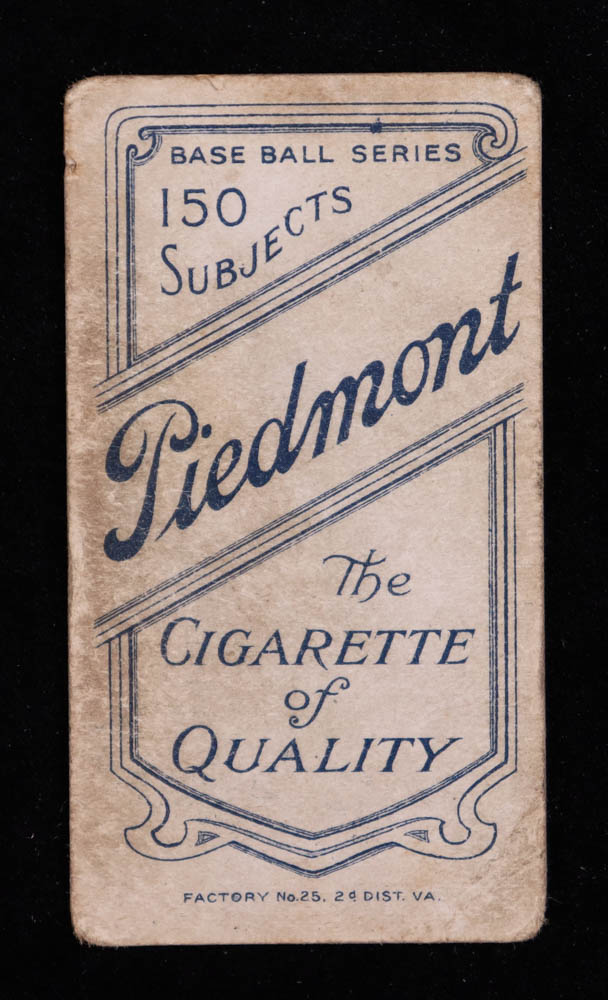 BASE BALL SERIES
150
SUBJECTS
Piedmont
The
CIGARETTE
of
QUALITY
FACTORY No.25, 2d DIST. VA.